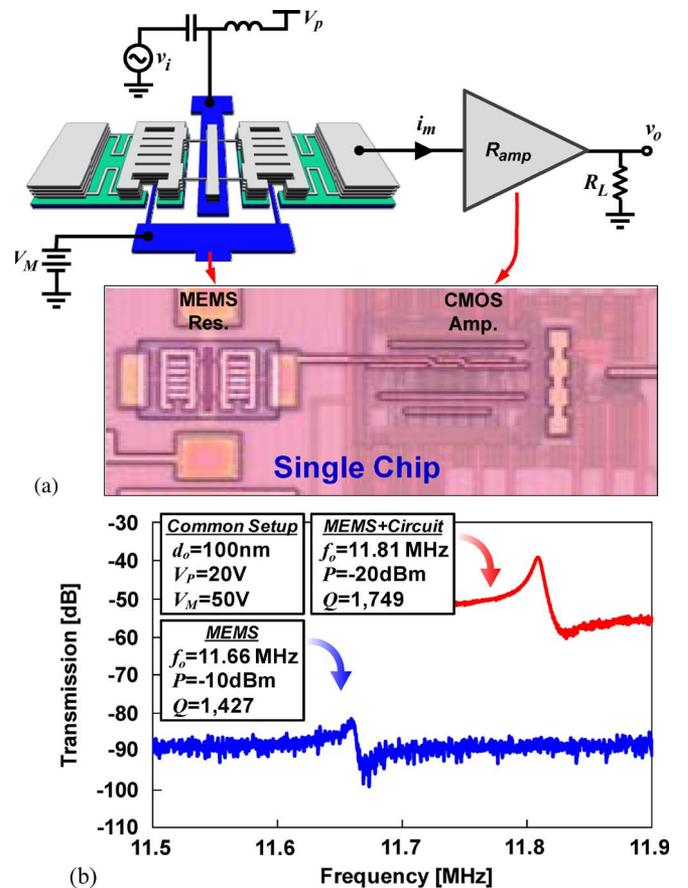 V_p
v_i
i_m
R_amp
v_o
R_L
V_M
MEMS
Res.
CMOS
Amp.
Single Chip
(a)
-30
-40
-50
-60
-70
-80
-90
-100
-110
Transmission [dB]
Common Setup
d_o=100nm
V_P=20V
V_M=50V
MEMS+Circuit
f_o=11.81 MHz
P=-20dBm
Q=1,749
MEMS
f_o=11.66 MHz
P=-10dBm
Q=1,427
11.5
11.6
11.7
11.8
11.9
Frequency [MHz]
(b)